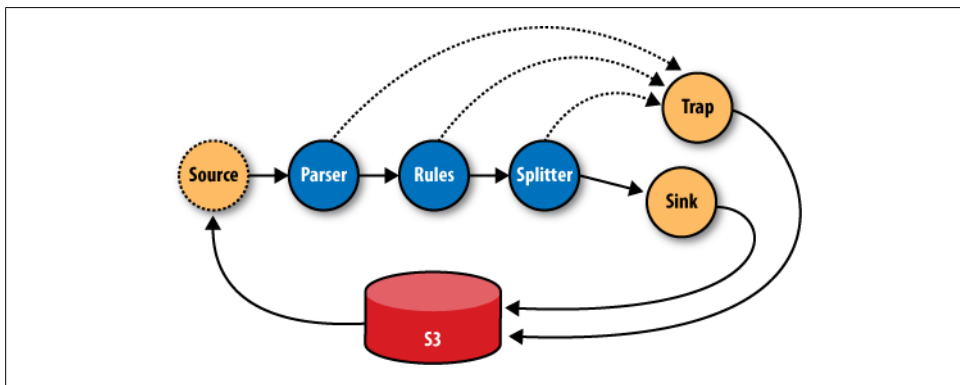 Trap
Source
Parser
Rules
Splitter
Sink
S3